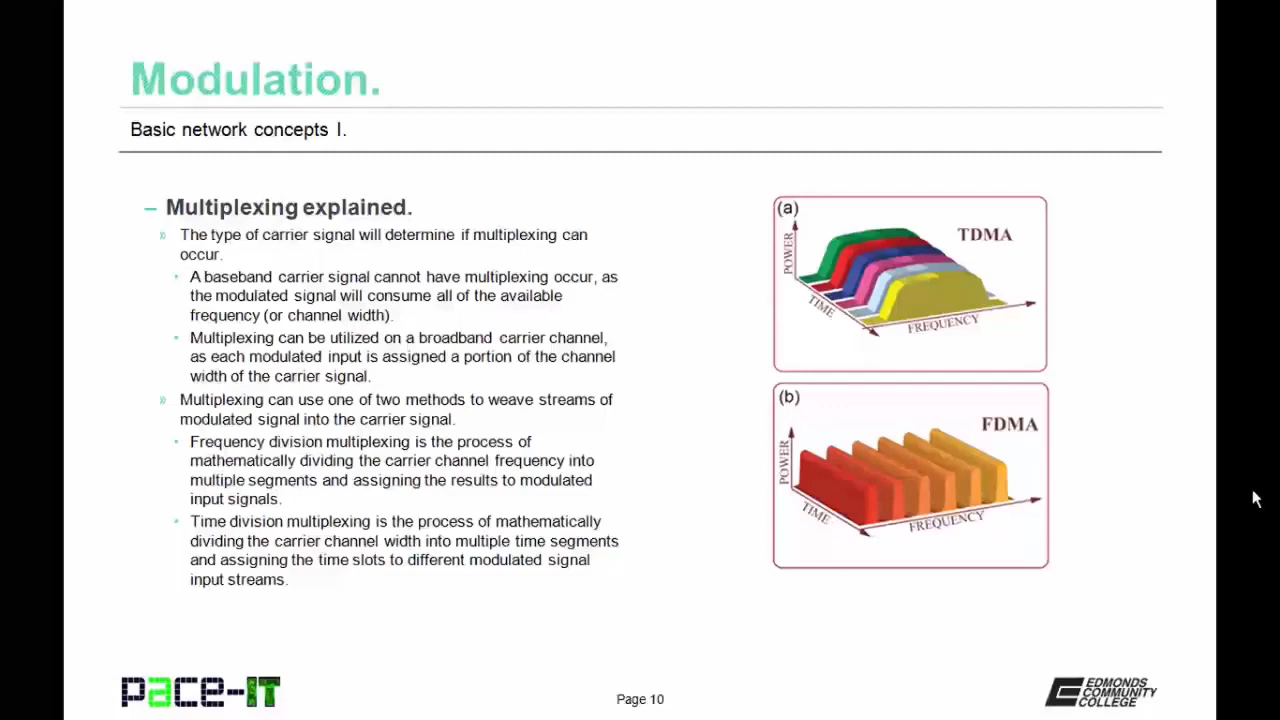 Modulation.
Basic network concepts I.
– Multiplexing explained.
» The type of carrier signal will determine if multiplexing can
occur.
• A baseband carrier signal cannot have multiplexing occur, as
the modulated signal will consume all of the available
frequency (or channel width).
• Multiplexing can be utilized on a broadband carrier channel,
as each modulated input is assigned a portion of the channel
width of the carrier signal.
» Multiplexing can use one of two methods to weave streams of
modulated signal into the carrier signal.
• Frequency division multiplexing is the process of
mathematically dividing the carrier channel frequency into
multiple segments and assigning the results to modulated
input signals.
• Time division multiplexing is the process of mathematically
dividing the carrier channel width into multiple time segments
and assigning the time slots to different modulated signal
input streams.
(a)
TDMA
POWER
TIME
FREQUENCY
(b)
FDMA
POWER
TIME
FREQUENCY
pace-IT
Page 10
EDMONDS
COMMUNITY
COLLEGE